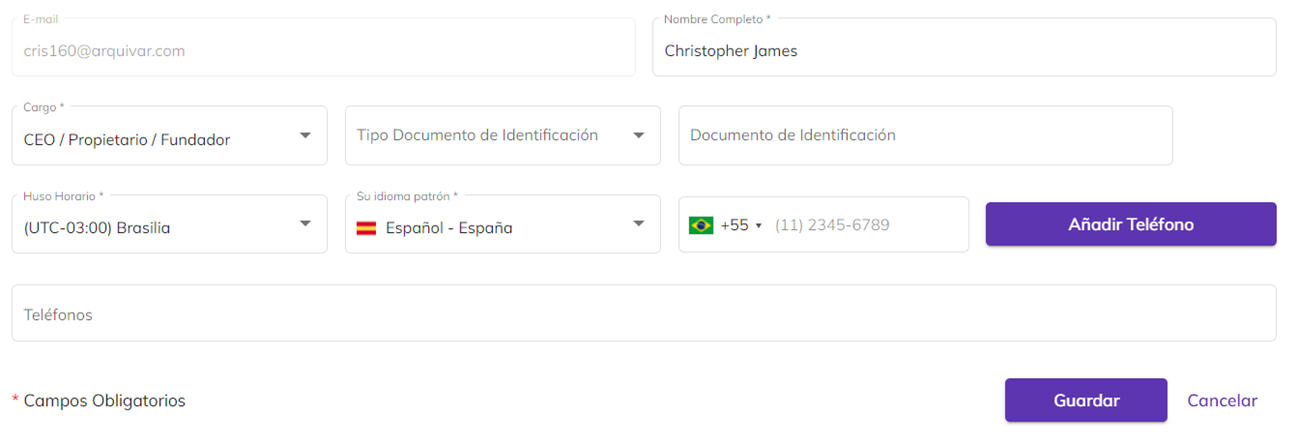 E-mail
cris160@arquivar.com
Nombre Completo *
Christopher James
Cargo *
CEO / Propietario / Fundador
Tipo Documento de Identificación
Documento de Identificación
Huso Horario *
(UTC-03:00) Brasilia
Su idioma patrón *
Español - España
+55 (11) 2345-6789
Añadir Teléfono
Teléfonos
* Campos Obligatorios
Guardar
Cancelar